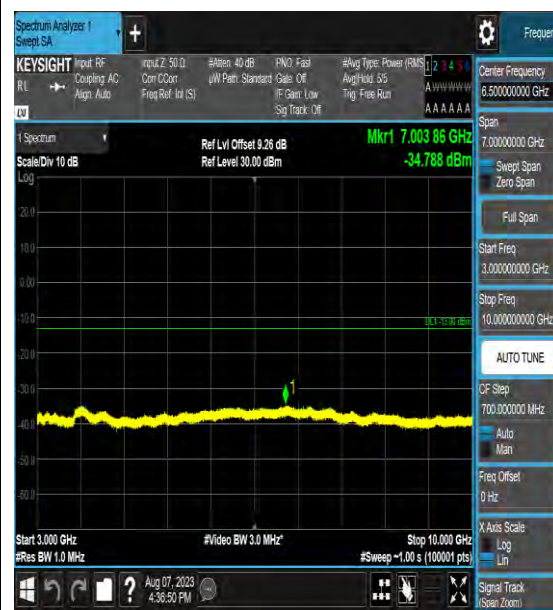 Spectrum Analyzer 1
Swept SA
+
Frequen
KEYSIGHT
RL
LXI
Input: RF
Coupling: AC
Align: Auto
Input Z: 50 Ω
Corr CCorr
Freq Ref: Int (S)
#Atten: 40 dB
µW Path: Standard
PNO: Fast
Gate: Off
IF Gain: Low
Sig Track: Off
#Avg Type: Power (RMS
Avg|Hold: 5/5
Trig: Free Run
1 2 3 4 5 6
A W W W W W
A A A A A A
1 Spectrum
Scale/Div 10 dB
Log
Ref Lvl Offset 9.26 dB
Ref Level 30.00 dBm
Mkr1 7.003 86 GHz
-34.788 dBm
20.0
10.0
0.00
-10.0
DL1 -13.00 dBm
-20.0
-30.0
1
-40.0
-50.0
-60.0
Start 3.000 GHz
#Res BW 1.0 MHz
#Video BW 3.0 MHz*
Stop 10.000 GHz
#Sweep ~1.00 s (100001 pts)
Center Frequency
6.500000000 GHz
Span
7.00000000 GHz
Swept Span
Zero Span
Full Span
Start Freq
3.000000000 GHz
Stop Freq
10.000000000 GHz
AUTO TUNE
CF Step
700.000000 MHz
Auto
Man
Freq Offset
0 Hz
X Axis Scale
Log
Lin
Signal Track
(Span Zoom)
?
Aug 07, 2023
4:36:50 PM